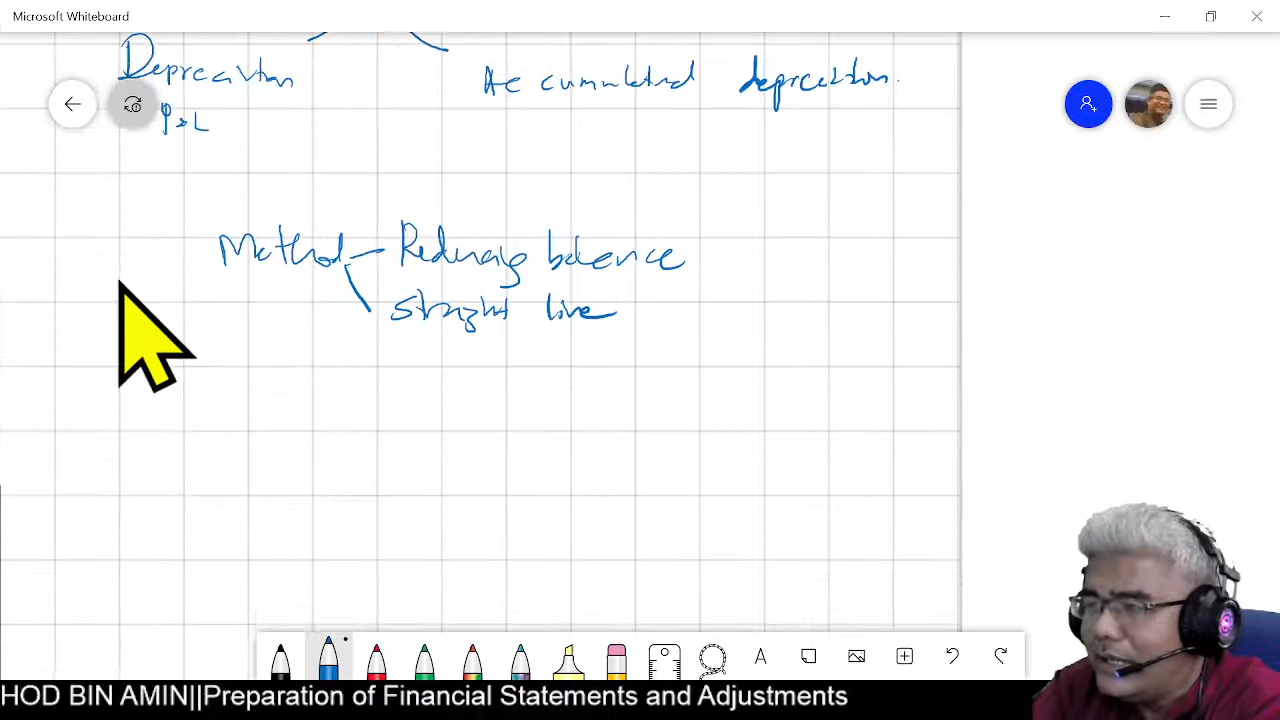 Microsoft Whiteboard
Depreciation
Accumulated depreciation.
P&L
Method - Reducing balance
Straight line
A
HOD BIN AMIN||Preparation of Financial Statements and Adjustments